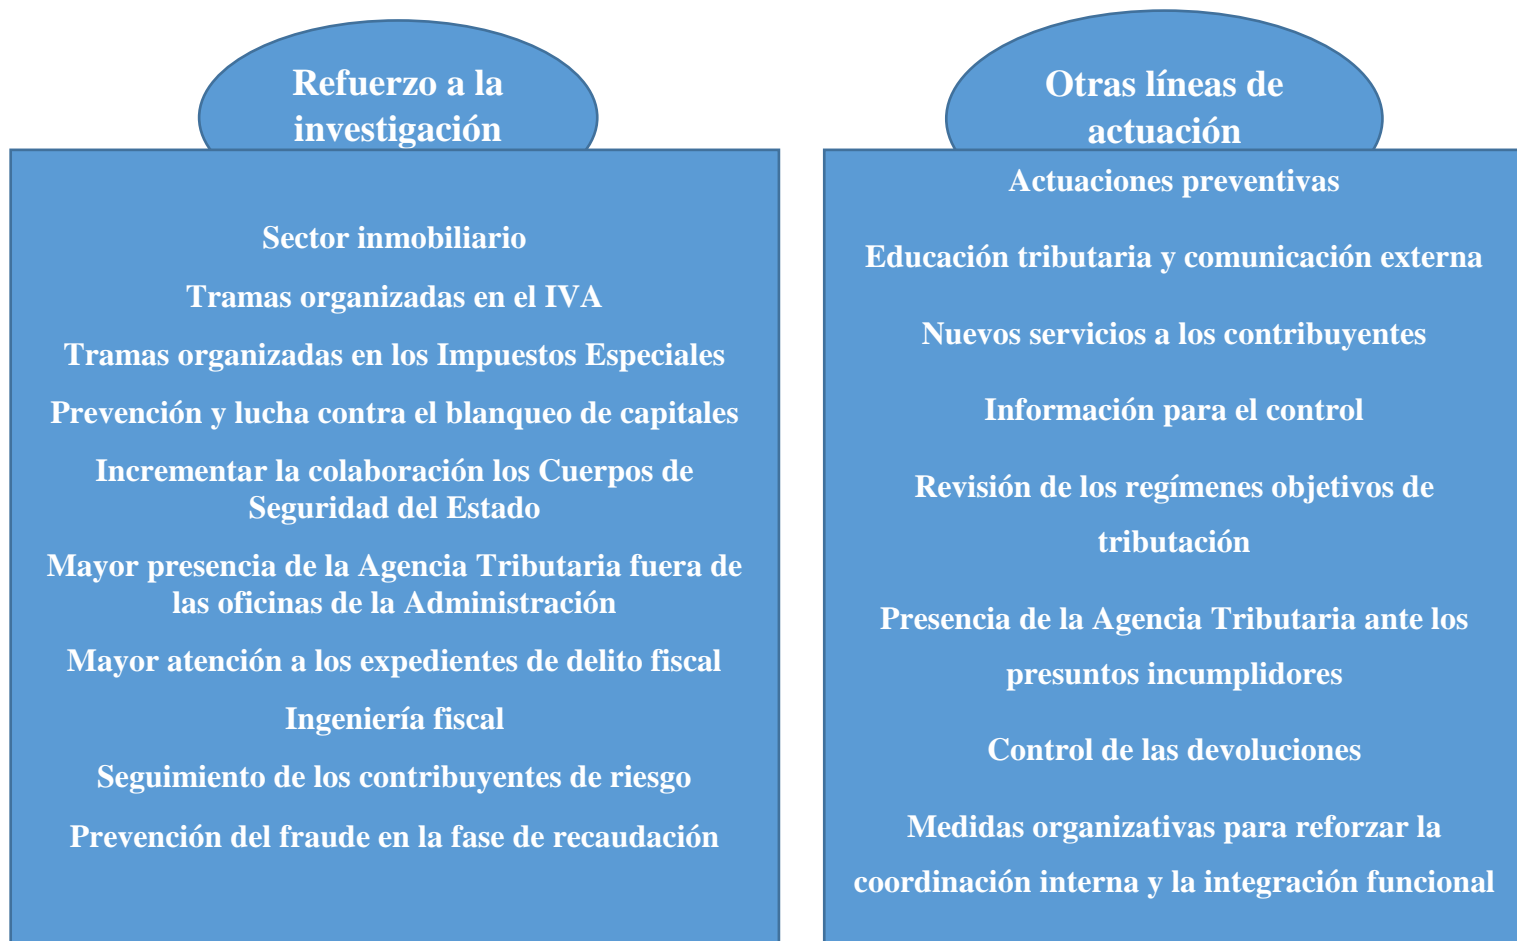 Refuerzo a la
investigación
Sector inmobiliario
Tramas organizadas en el IVA
Tramas organizadas en los Impuestos Especiales
Prevención y lucha contra el blanqueo de capitales
Incrementar la colaboración los Cuerpos de
Seguridad del Estado
Mayor presencia de la Agencia Tributaria fuera de
las oficinas de la Administración
Mayor atención a los expedientes de delito fiscal
Ingeniería fiscal
Seguimiento de los contribuyentes de riesgo
Prevención del fraude en la fase de recaudación
Otras líneas de
actuación
Actuaciones preventivas
Educación tributaria y comunicación externa
Nuevos servicios a los contribuyentes
Información para el control
Revisión de los regímenes objetivos de
tributación
Presencia de la Agencia Tributaria ante los
presuntos incumplidores
Control de las devoluciones
Medidas organizativas para reforzar la
coordinación interna y la integración funcional